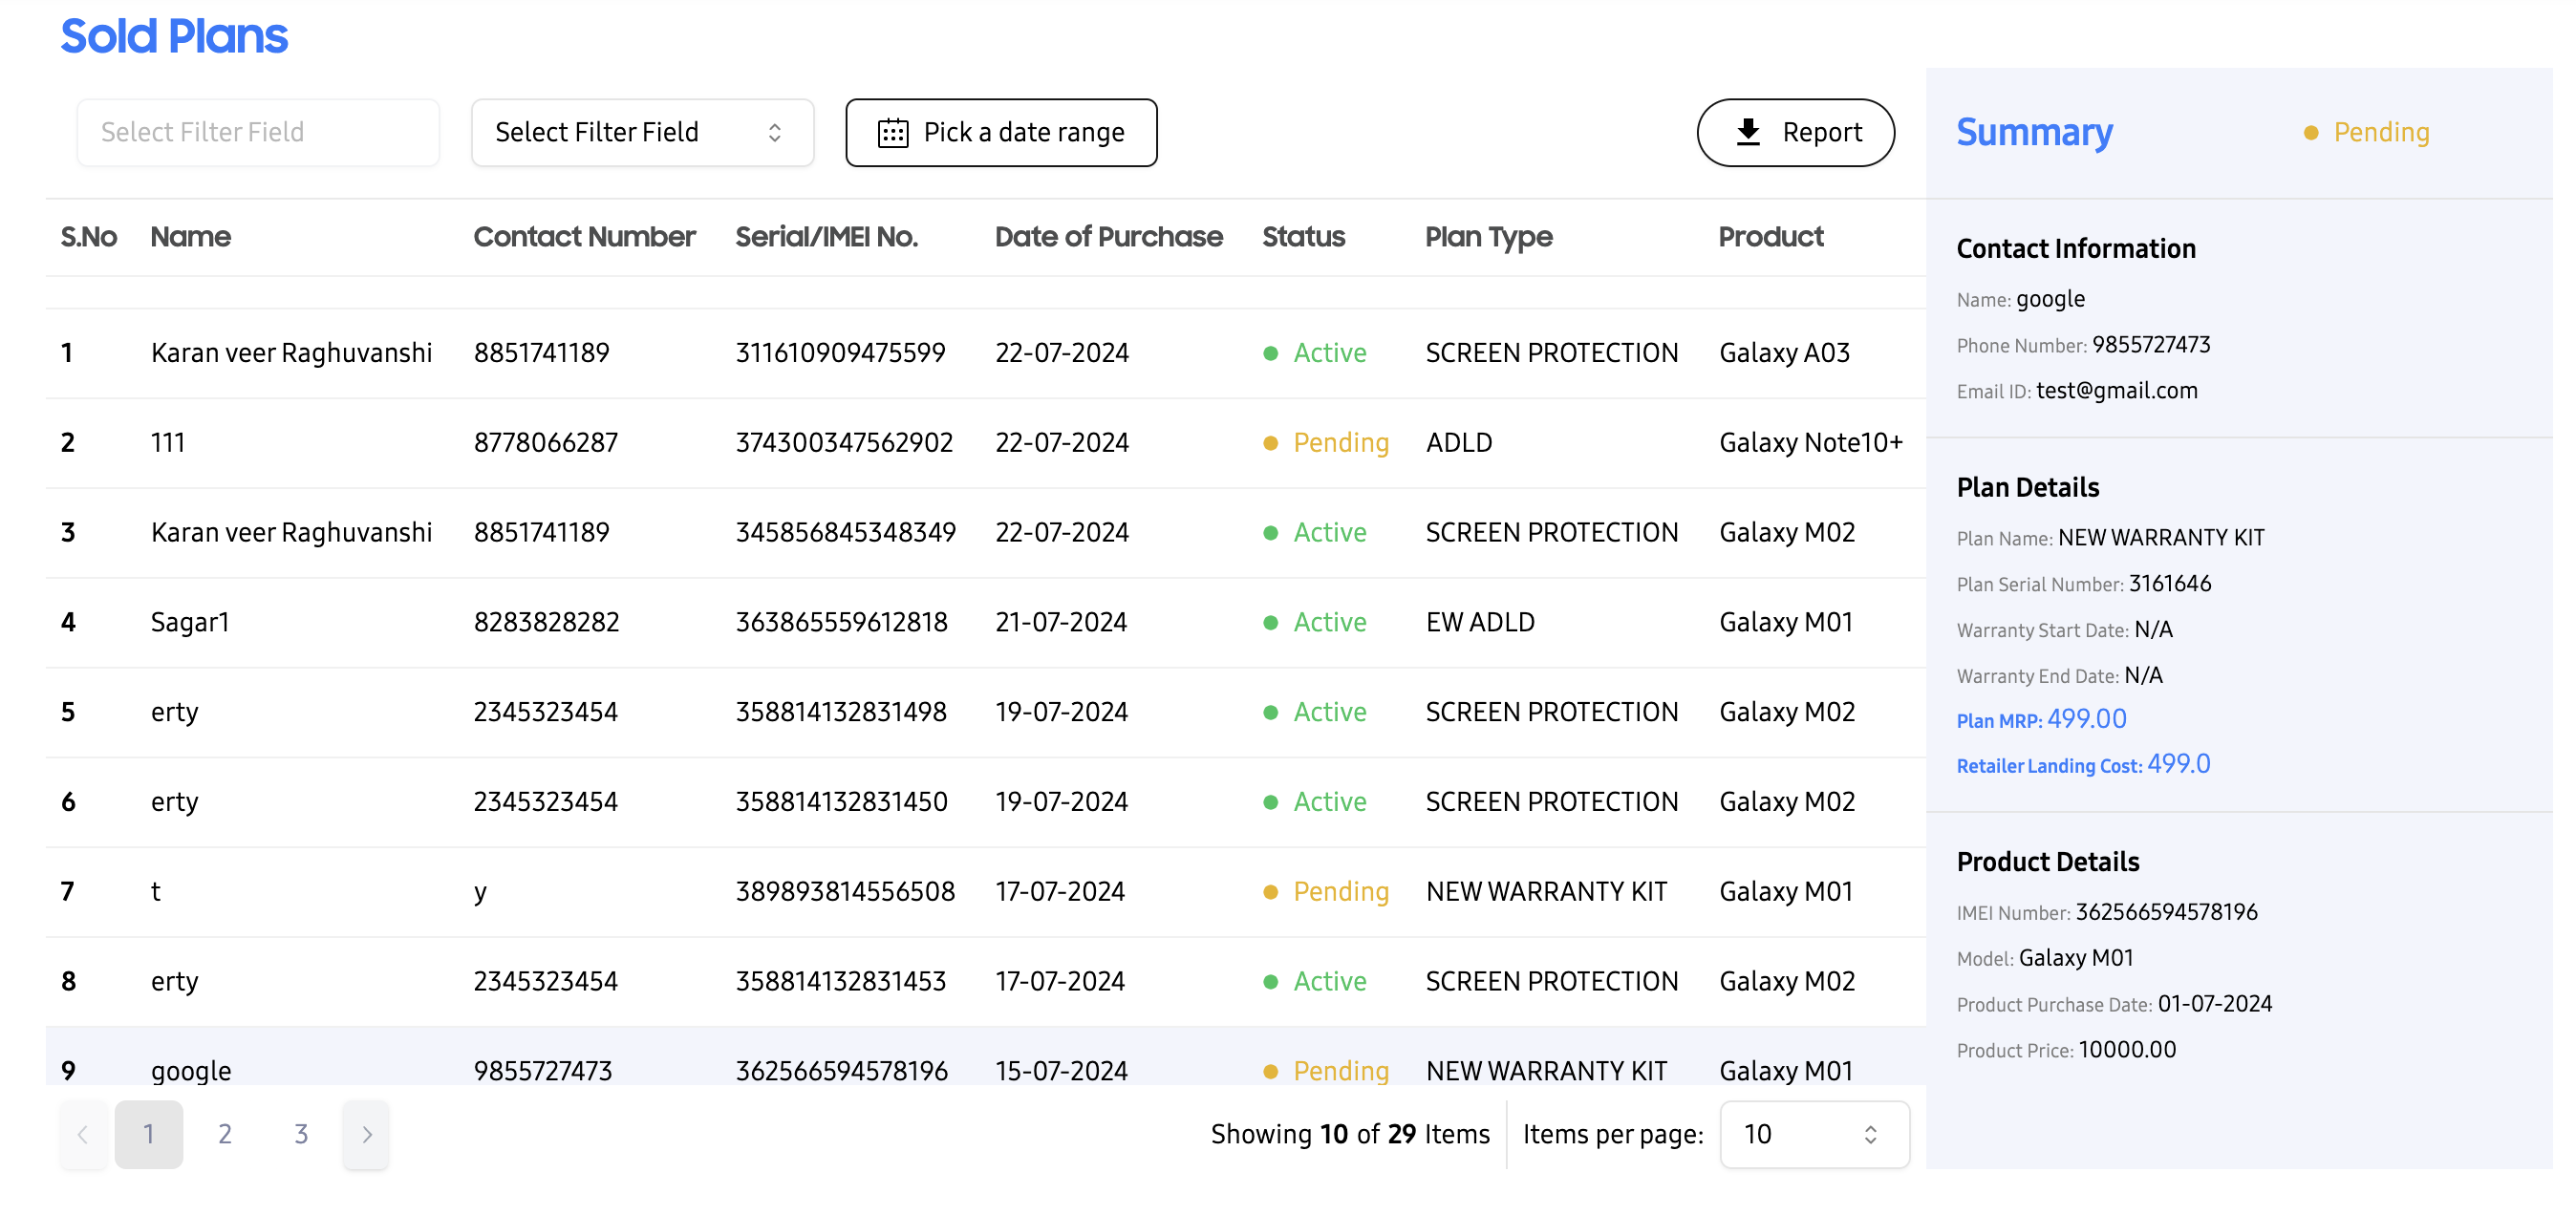 Sold Plans
Select Filter Field
Select Filter Field
Pick a date range
Report
S.No Name Contact Number Serial/IMEI No. Date of Purchase Status Plan Type Product
1 Karan veer Raghuvanshi 8851741189 311610909475599 22-07-2024 Active SCREEN PROTECTION Galaxy A03
2 111 8778066287 374300347562902 22-07-2024 Pending ADLD Galaxy Note10+
3 Karan veer Raghuvanshi 8851741189 345856845348349 22-07-2024 Active SCREEN PROTECTION Galaxy M02
4 Sagar1 8283828282 363865559612818 21-07-2024 Active EW ADLD Galaxy M01
5 erty 2345323454 358814132831498 19-07-2024 Active SCREEN PROTECTION Galaxy M02
6 erty 2345323454 358814132831450 19-07-2024 Active SCREEN PROTECTION Galaxy M02
7 t y 389893814556508 17-07-2024 Pending NEW WARRANTY KIT Galaxy M01
8 erty 2345323454 358814132831453 17-07-2024 Active SCREEN PROTECTION Galaxy M02
9 google 9855727473 362566594578196 15-07-2024 Pending NEW WARRANTY KIT Galaxy M01
1 2 3
Showing 10 of 29 Items
Items per page: 10
Summary Pending
Contact Information
Name: google
Phone Number: 9855727473
Email ID: test@gmail.com
Plan Details
Plan Name: NEW WARRANTY KIT
Plan Serial Number: 3161646
Warranty Start Date: N/A
Warranty End Date: N/A
Plan MRP: 499.00
Retailer Landing Cost: 499.0
Product Details
IMEI Number: 362566594578196
Model: Galaxy M01
Product Purchase Date: 01-07-2024
Product Price: 10000.00